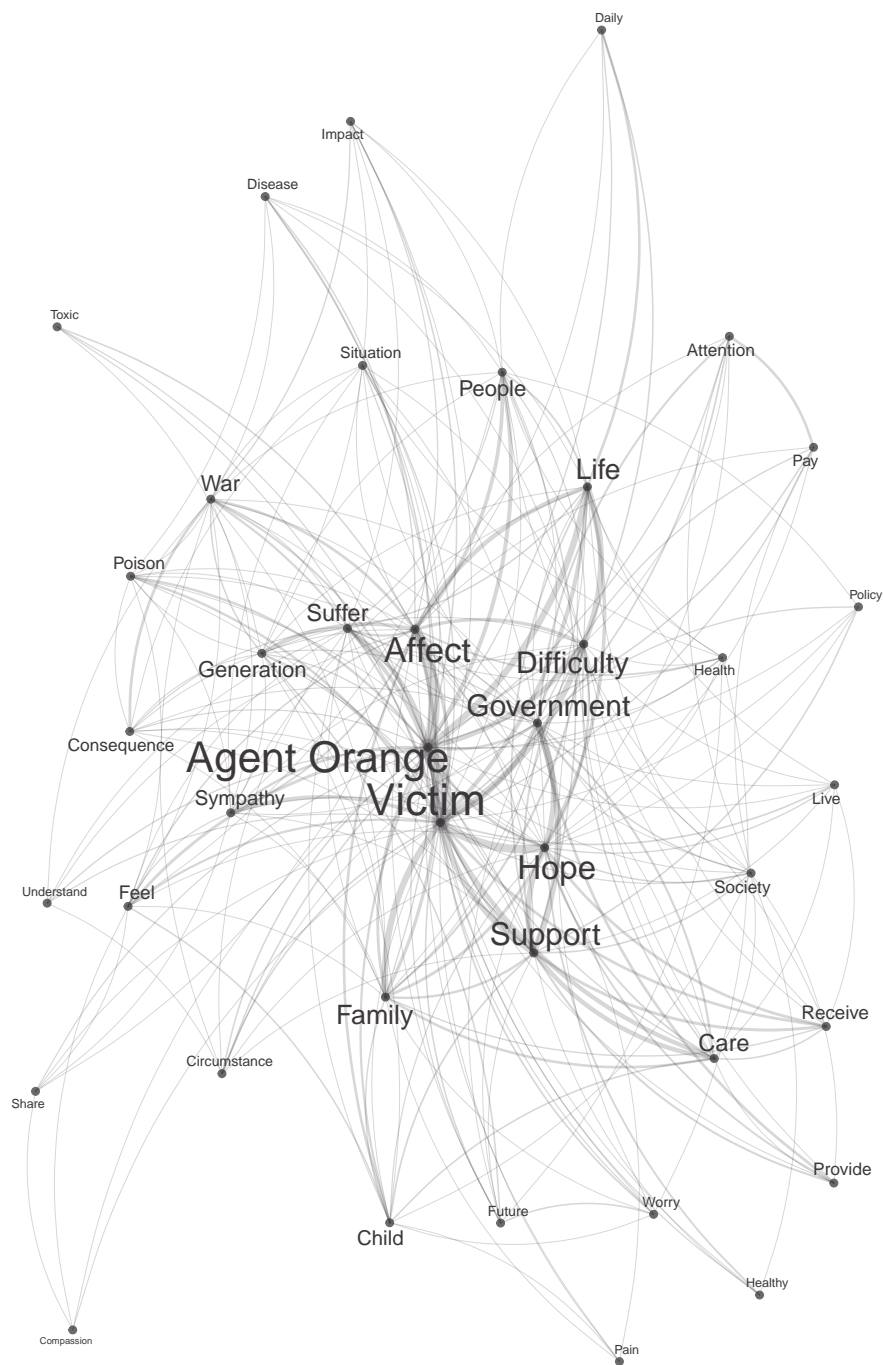 Daily
Impact
Disease
Toxic
Situation
Attention
People
Pay
Life
War
Poison
Policy
Suffer
Affect
Difficulty
Generation
Health
Government
Consequence
Agent Orange
Sympathy
Victim
Live
Hope
Understand
Feel
Society
Support
Family
Receive
Care
Circumstance
Share
Provide
Worry
Future
Child
Healthy
Compassion
Pain